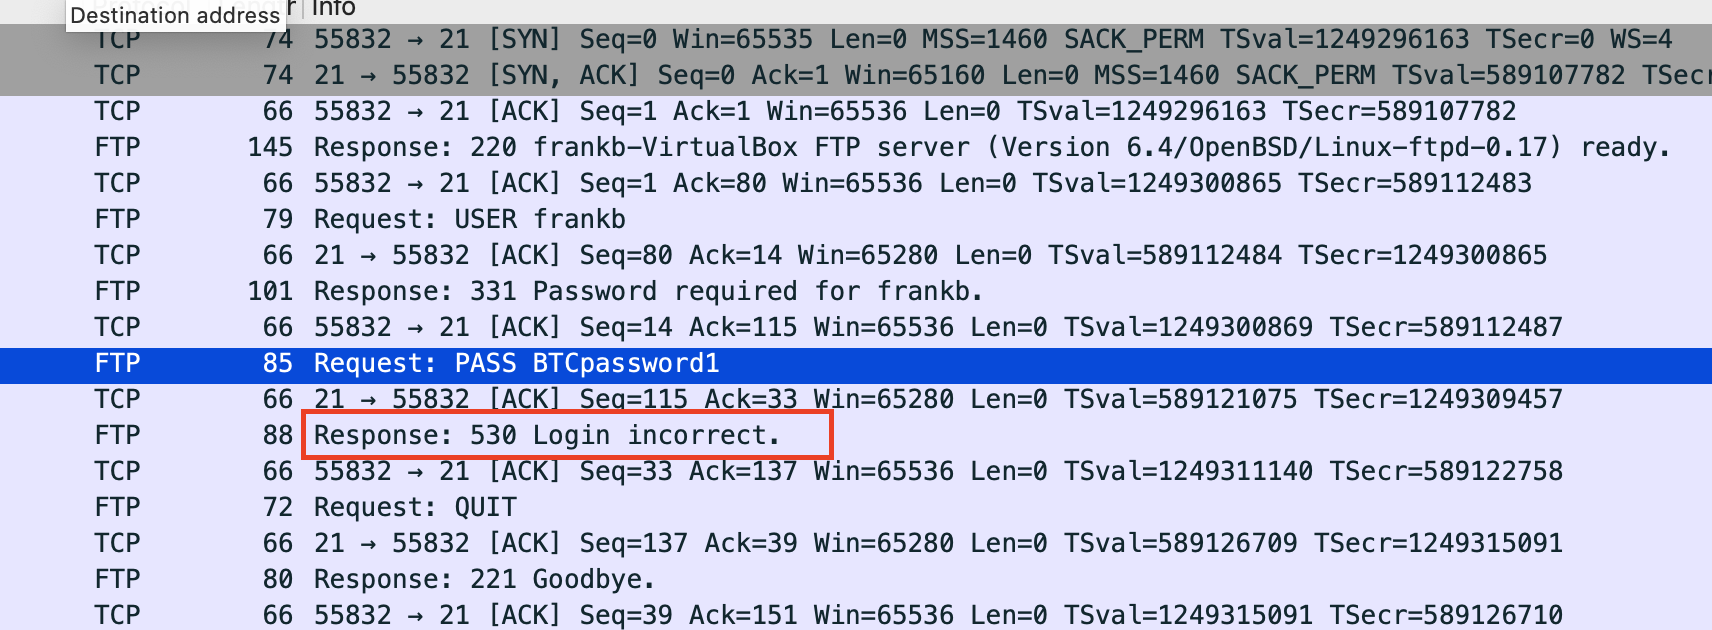 Destination address
Info
TCP 74 55832 → 21 [SYN] Seq=0 Win=65535 Len=0 MSS=1460 SACK_PERM TSval=1249296163 TSecr=0 WS=4
TCP 74 21 → 55832 [SYN, ACK] Seq=0 Ack=1 Win=65160 Len=0 MSS=1460 SACK_PERM TSval=589107782 TSecr
TCP 66 55832 → 21 [ACK] Seq=1 Ack=1 Win=65536 Len=0 TSval=1249296163 TSecr=589107782
FTP 145 Response: 220 frankb-VirtualBox FTP server (Version 6.4/OpenBSD/Linux-ftpd-0.17) ready.
TCP 66 55832 → 21 [ACK] Seq=1 Ack=80 Win=65536 Len=0 TSval=1249300865 TSecr=589112483
FTP 79 Request: USER frankb
TCP 66 21 → 55832 [ACK] Seq=80 Ack=14 Win=65280 Len=0 TSval=589112484 TSecr=1249300865
FTP 101 Response: 331 Password required for frankb.
TCP 66 55832 → 21 [ACK] Seq=14 Ack=115 Win=65536 Len=0 TSval=1249300869 TSecr=589112487
FTP 85 Request: PASS BTCpassword1
TCP 66 21 → 55832 [ACK] Seq=115 Ack=33 Win=65280 Len=0 TSval=589121075 TSecr=1249309457
FTP 88 Response: 530 Login incorrect.
TCP 66 55832 → 21 [ACK] Seq=33 Ack=137 Win=65536 Len=0 TSval=1249311140 TSecr=589122758
FTP 72 Request: QUIT
TCP 66 21 → 55832 [ACK] Seq=137 Ack=39 Win=65280 Len=0 TSval=589126709 TSecr=1249315091
FTP 80 Response: 221 Goodbye.
TCP 66 55832 → 21 [ACK] Seq=39 Ack=151 Win=65536 Len=0 TSval=1249315091 TSecr=589126710